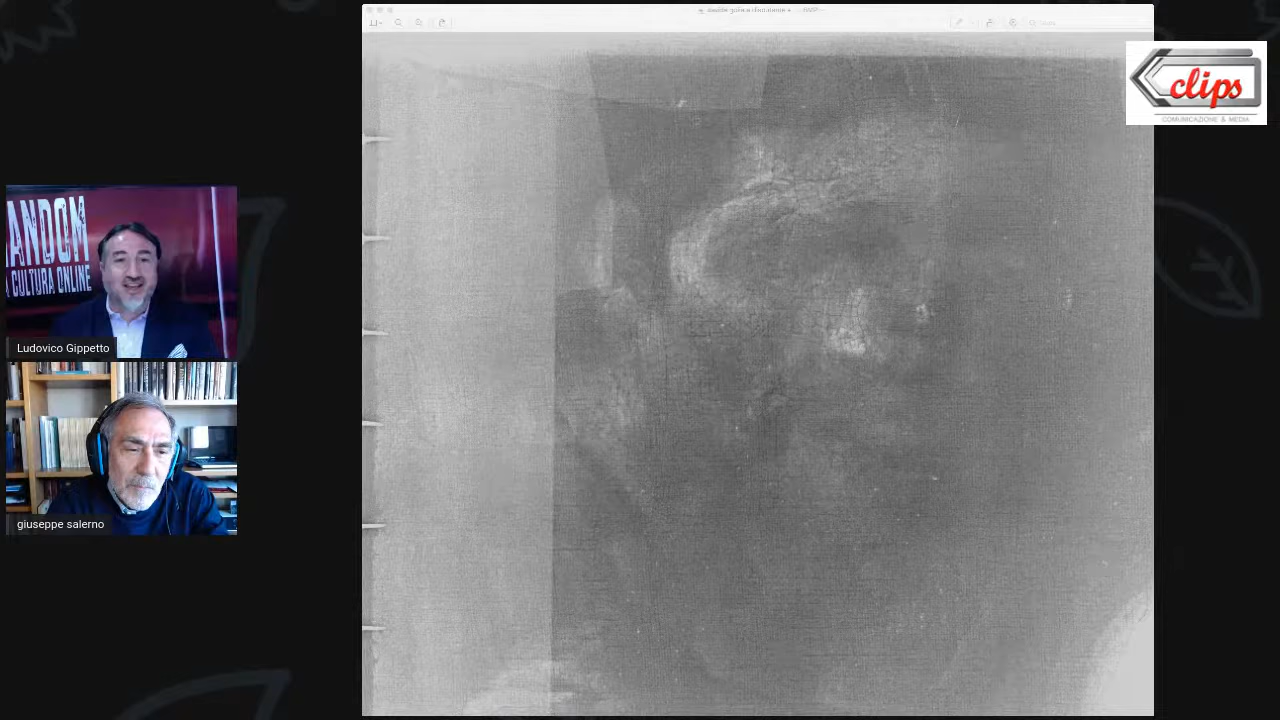 clips
COMUNICAZIONE & MEDIA
ANDOM
A CULTURA ONLINE
Ludovico Gippetto
giuseppe salerno